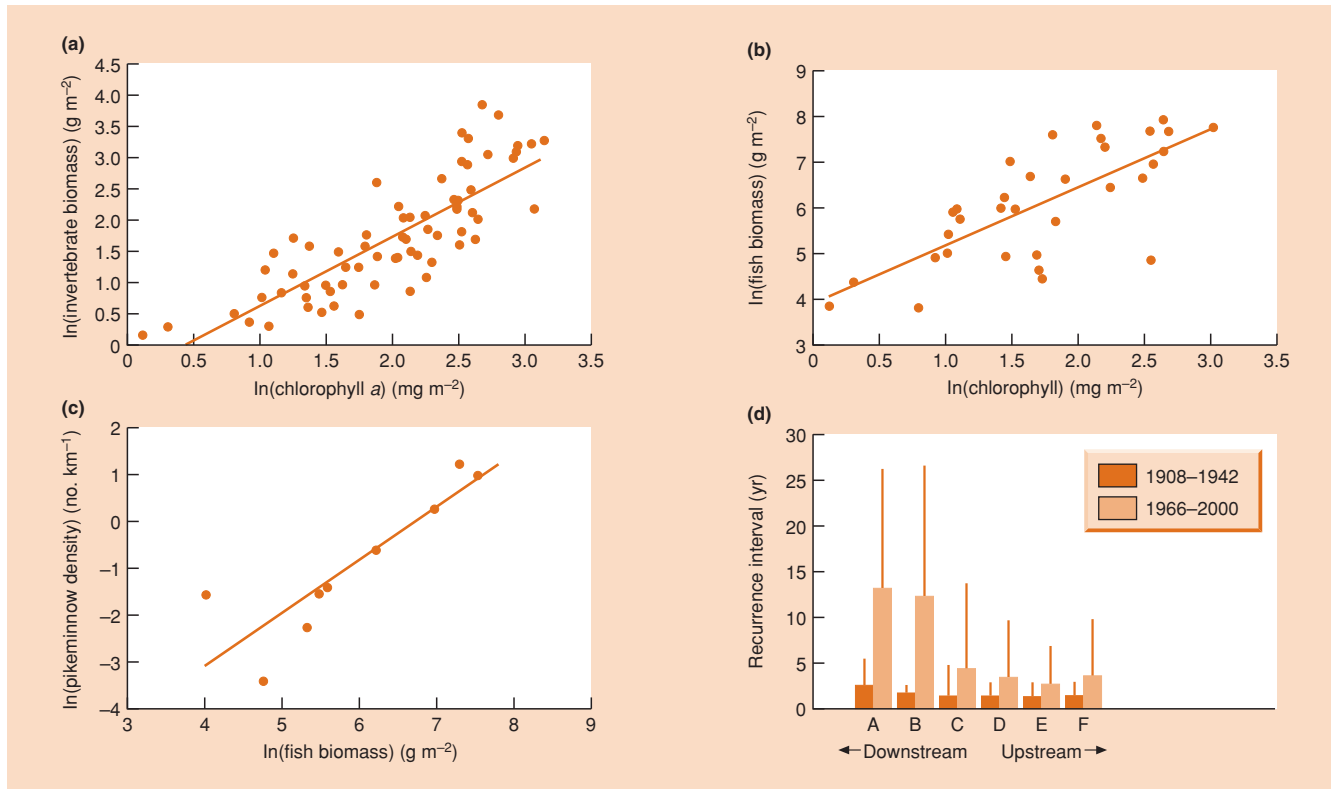 (a)
4.5
4.0
3.5
3.0
2.5
2.0
1.5
1.0
0.5
0
ln(invertebrate biomass) (g m⁻²)
0 0.5 1.0 1.5 2.0 2.5 3.0 3.5
ln(chlorophyll a) (mg m⁻²)
(b)
9
8
7
6
5
4
3
ln(fish biomass) (g m⁻²)
0 0.5 1.0 1.5 2.0 2.5 3.0 3.5
ln(chlorophyll) (mg m⁻²)
(c)
2
1
0
–1
–2
–3
–4
ln(pikeminnow density) (no. km⁻¹)
3 4 5 6 7 8 9
ln(fish biomass) (g m⁻²)
(d)
30
25
20
15
10
5
0
Recurrence interval (yr)
1908–1942
1966–2000
A B C D E F
← Downstream Upstream →